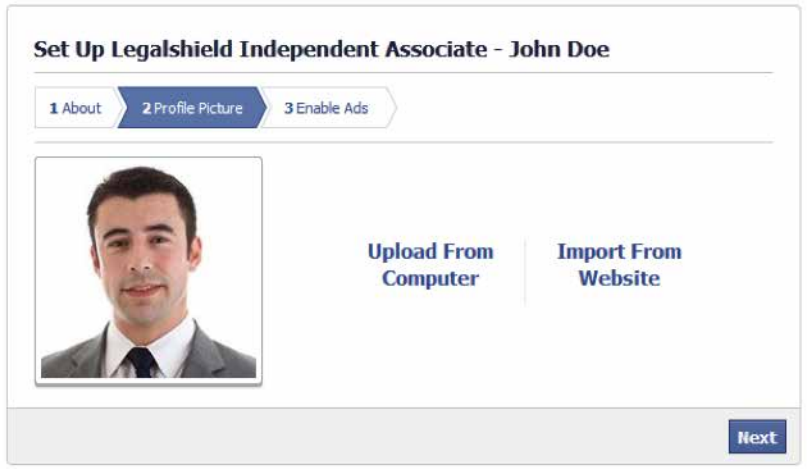 Set Up Legalshield Independent Associate - John Doe
1 About
2 Profile Picture
3 Enable Ads
Upload From
Computer
Import From
Website
Next